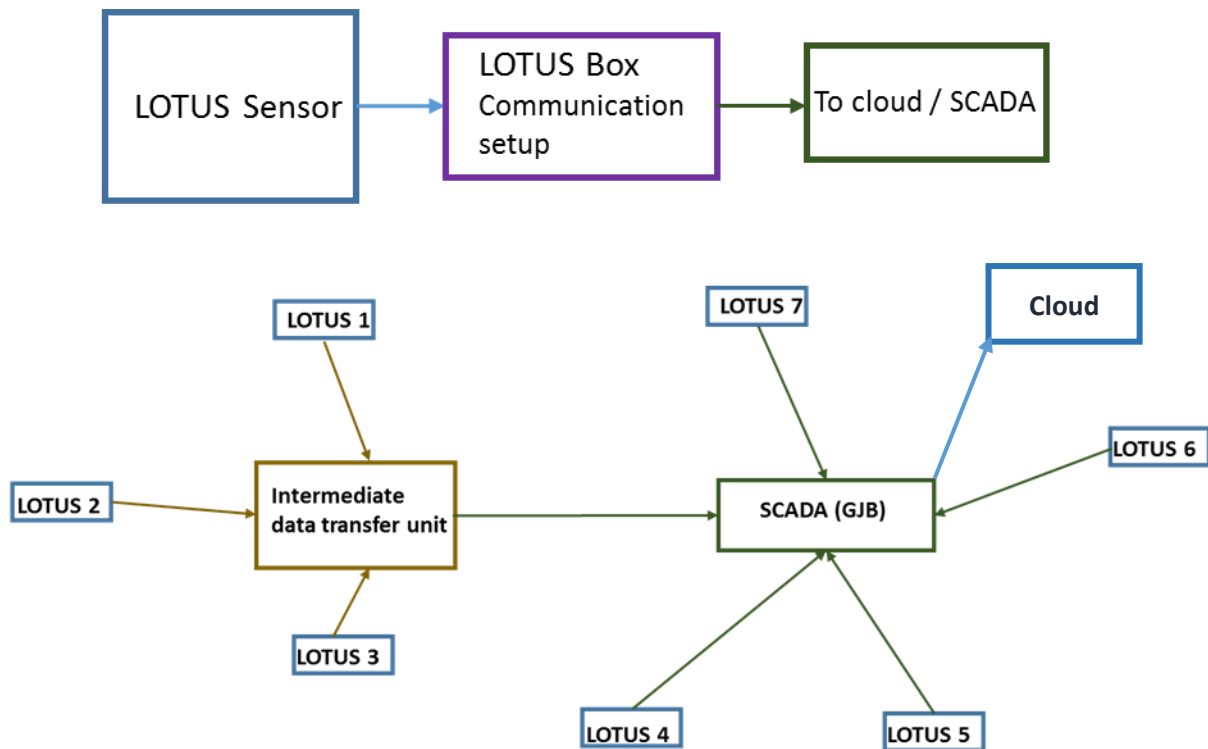 LOTUS Sensor
LOTUS Box
Communication
setup
To cloud / SCADA
Cloud
LOTUS 1
LOTUS 7
LOTUS 6
LOTUS 2
Intermediate
data transfer unit
SCADA (GJB)
LOTUS 3
LOTUS 4
LOTUS 5